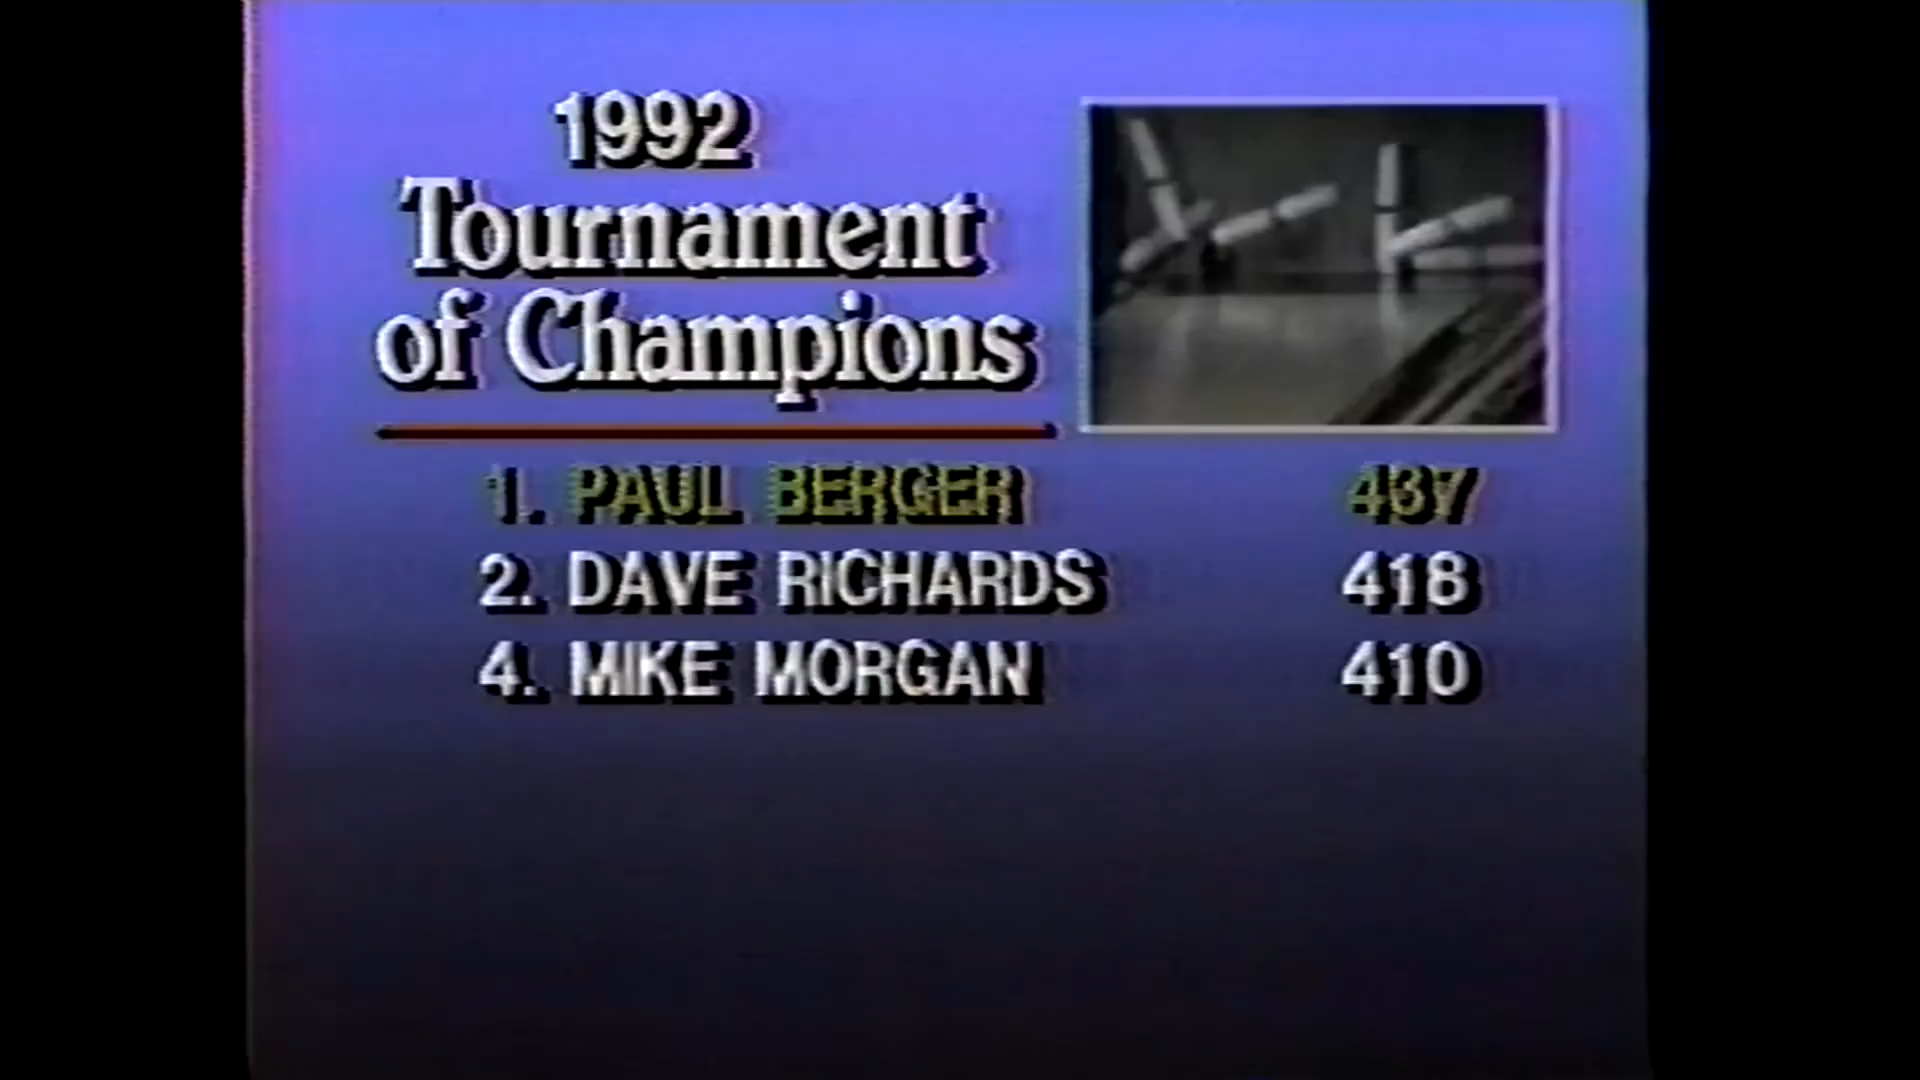 1992
Tournament
of Champions
1. PAUL BERGER 437
2. DAVE RICHARDS 418
4. MIKE MORGAN 410